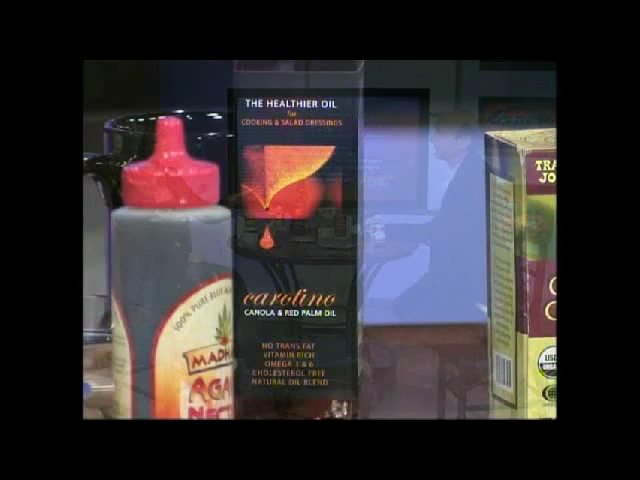 THE HEALTHIER OIL
for
COOKING & SALAD DRESSINGS
carotino
CANOLA & RED PALM OIL
NO TRANS FAT
VITAMIN RICH
OMEGA 3 & 6
CHOLESTEROL FREE
NATURAL OIL BLEND
100% PURE
MADH
AGA
NECT
TRA
JO
USDA